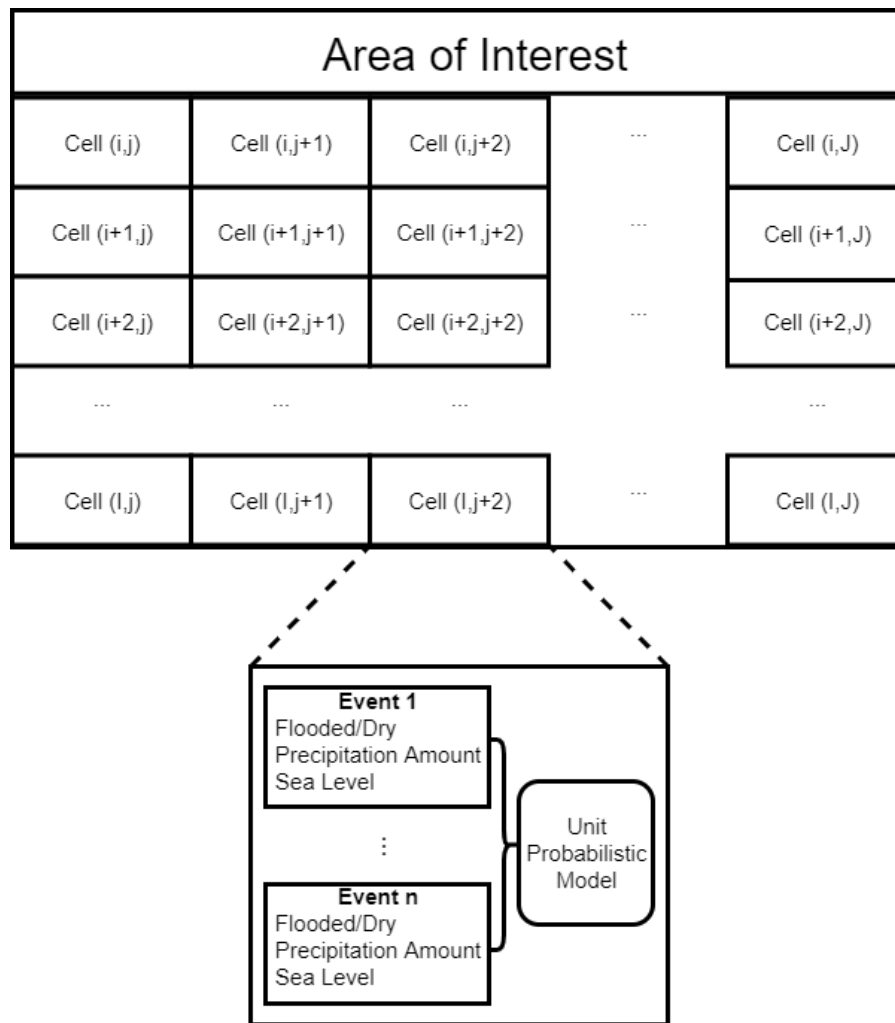 Area of Interest
Cell (i,j) Cell (i,j+1) Cell (i,j+2) ... Cell (i,J)
Cell (i+1,j) Cell (i+1,j+1) Cell (i+1,j+2) ... Cell (i+1,J)
Cell (i+2,j) Cell (i+2,j+1) Cell (i+2,j+2) ... Cell (i+2,J)
... ... ... ...
Cell (I,j) Cell (I,j+1) Cell (I,j+2) ... Cell (I,J)
Event 1
Flooded/Dry
Precipitation Amount
Sea Level
⋮
Event n
Flooded/Dry
Precipitation Amount
Sea Level
Unit
Probabilistic
Model